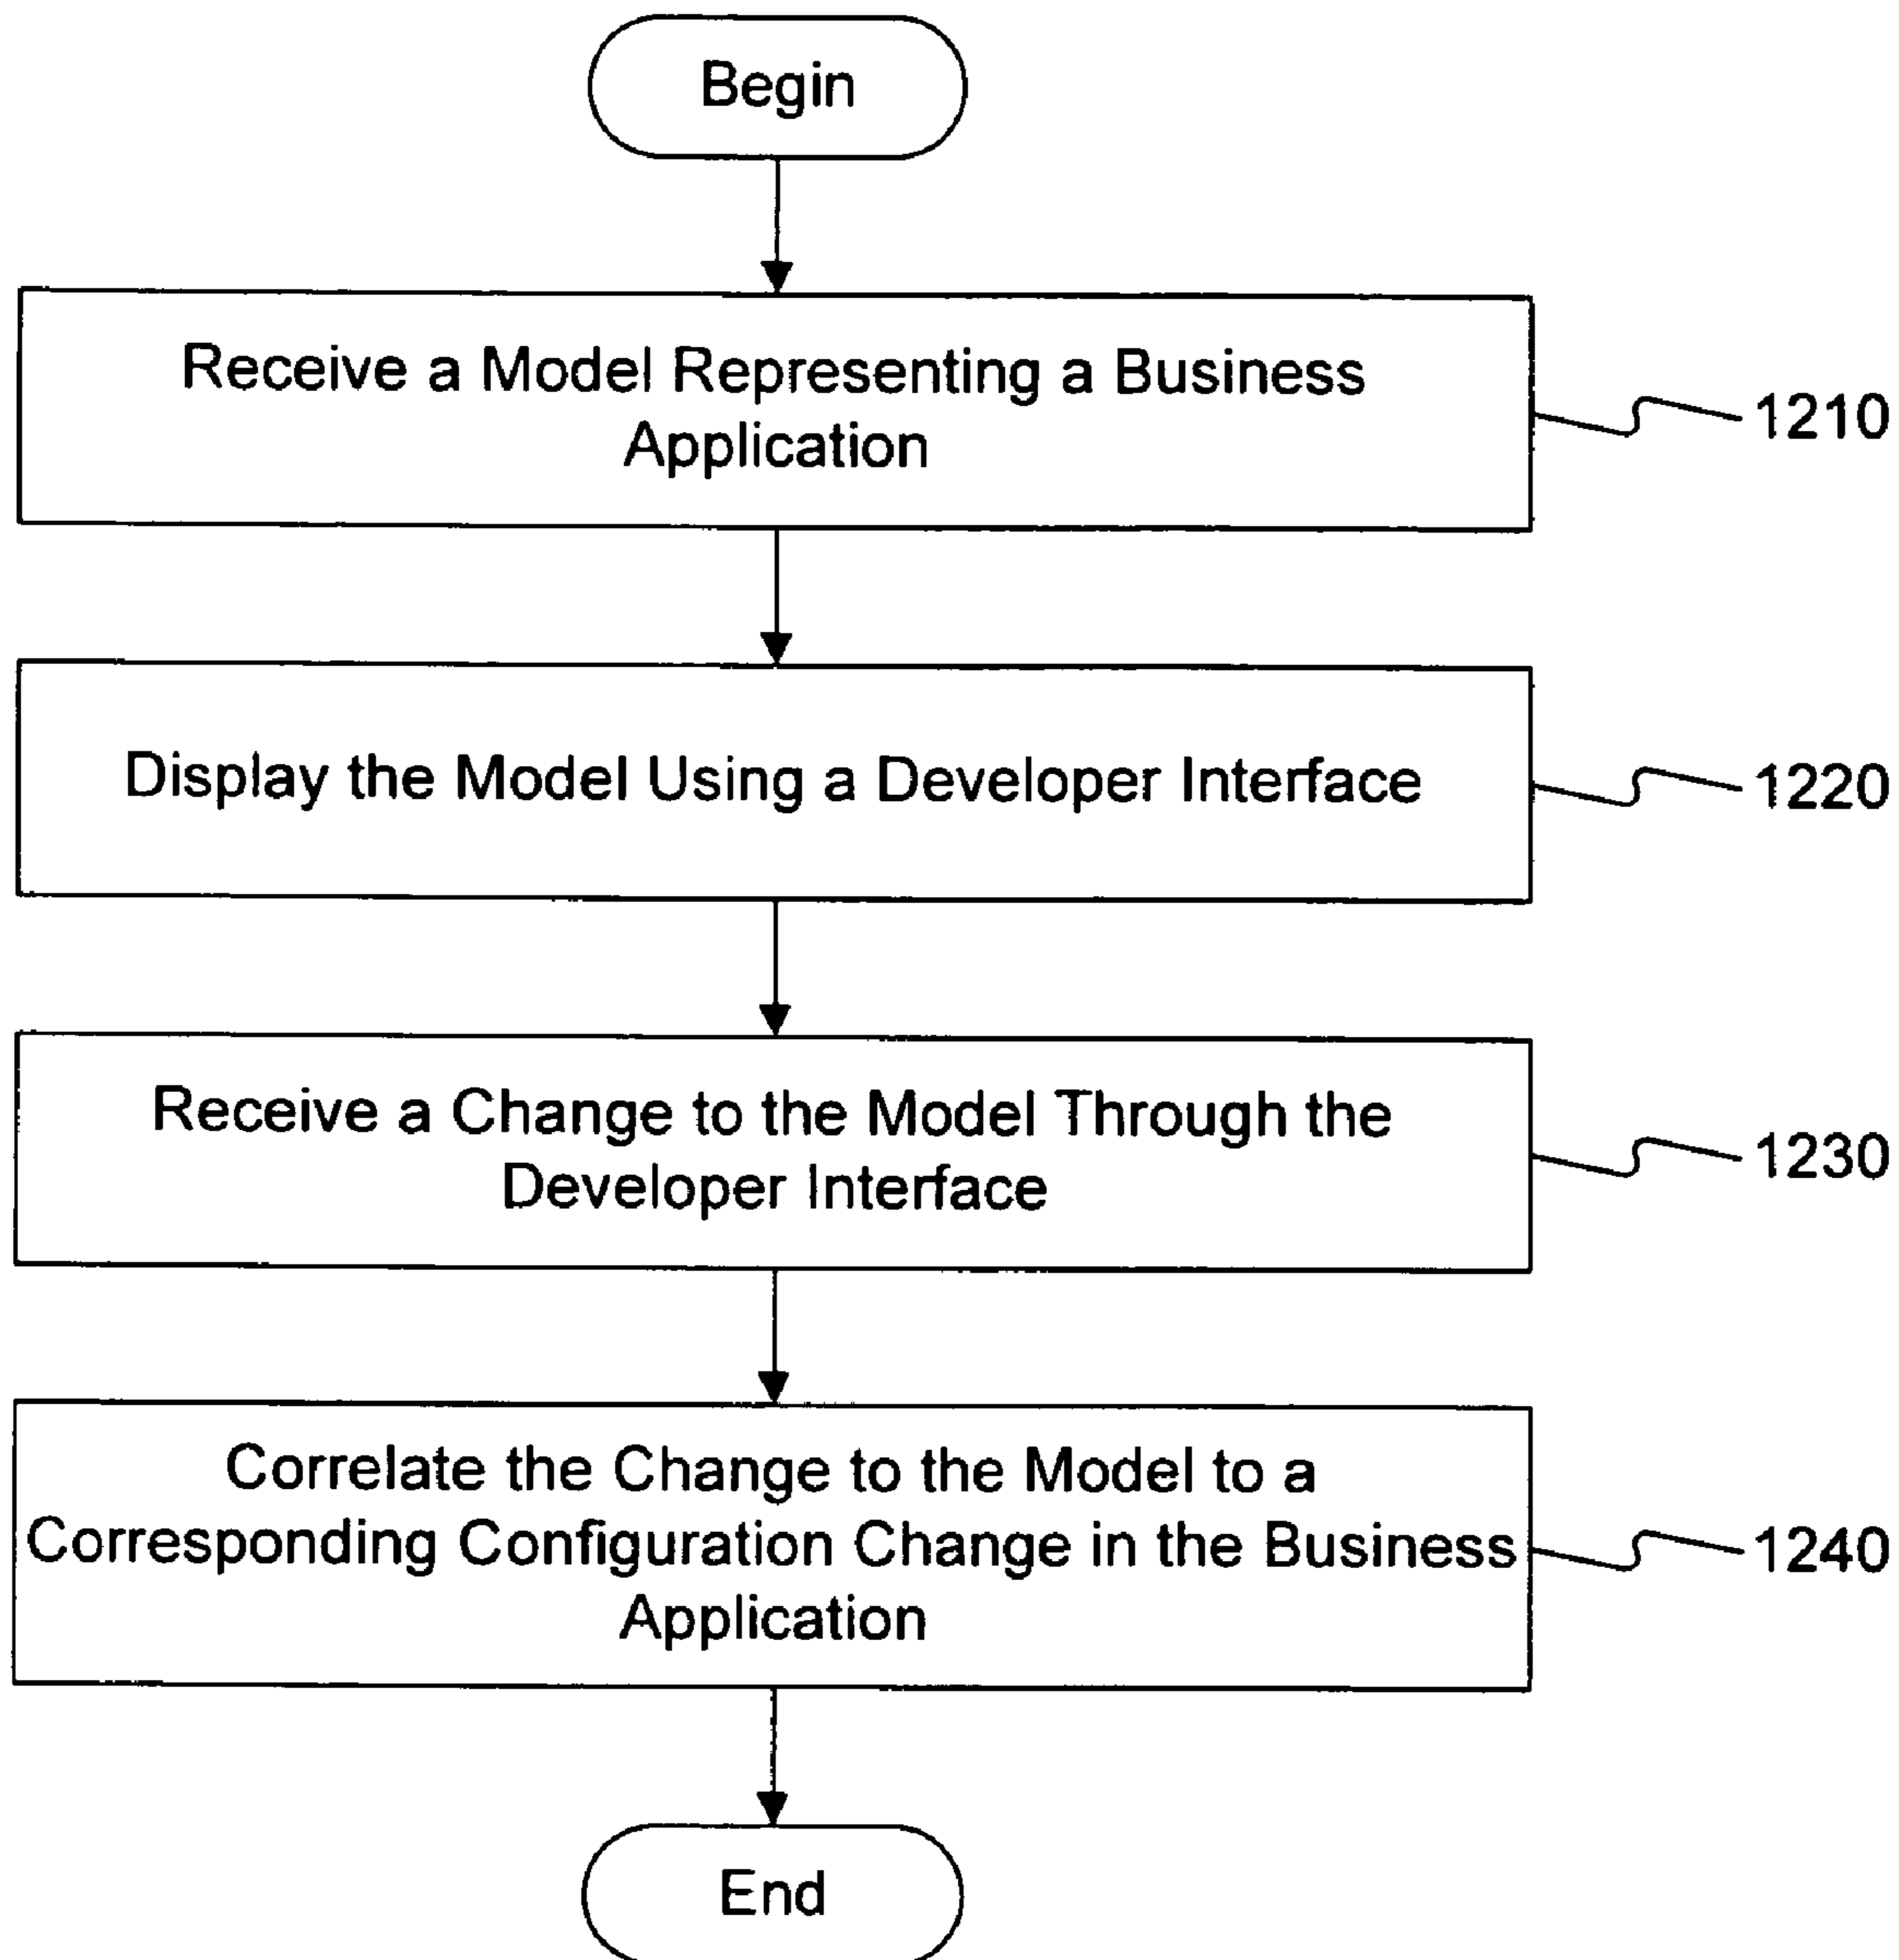 Begin
Receive a Model Representing a Business
Application
1210
Display the Model Using a Developer Interface
1220
Receive a Change to the Model Through the
Developer Interface
1230
Correlate the Change to the Model to a
Corresponding Configuration Change in the Business
Application
1240
End